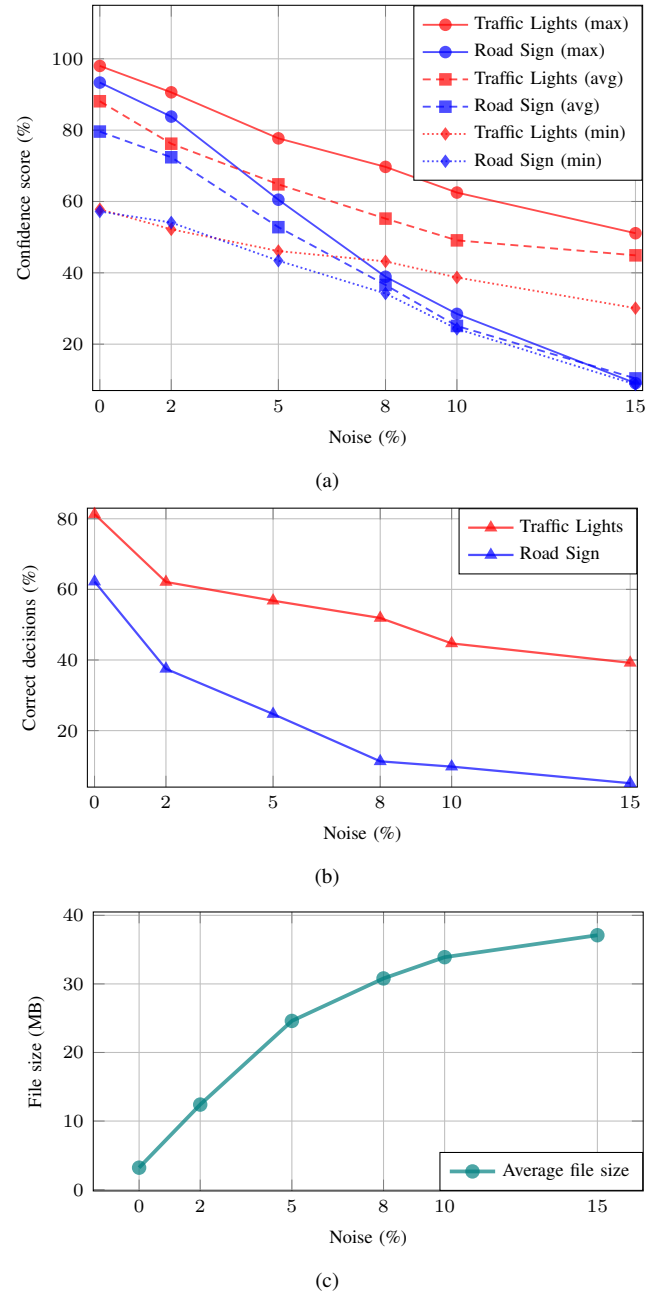 Traffic Lights (max)
Road Sign (max)
Traffic Lights (avg)
Road Sign (avg)
Traffic Lights (min)
Road Sign (min)
100
80
60
40
20
Confidence score (%)
0 2 5 8 10 15
Noise (%)
(a)
Traffic Lights
Road Sign
80
60
40
20
Correct decisions (%)
0 2 5 8 10 15
Noise (%)
(b)
40
30
20
10
0
File size (MB)
Average file size
0 2 5 8 10 15
Noise (%)
(c)